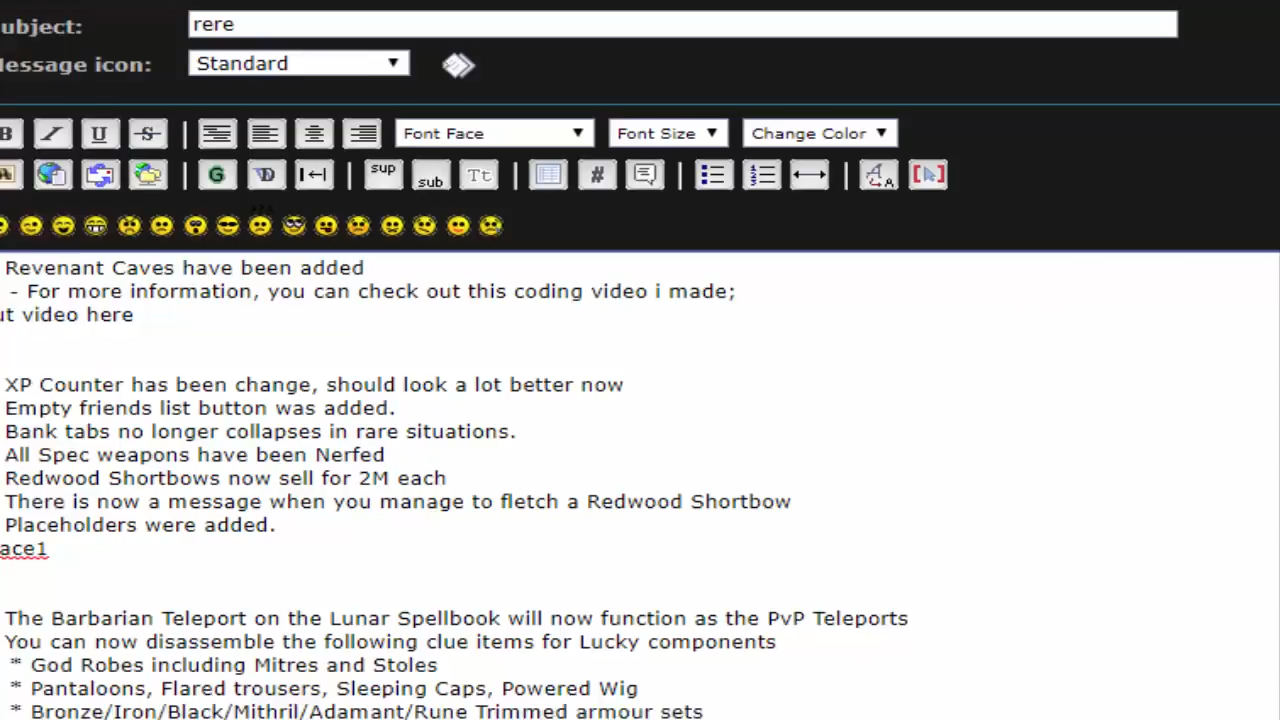 ubject: rere
essage icon: Standard
B I U S Font Face Font Size Change Color
G D sup sub Tt # A A
Revenant Caves have been added
- For more information, you can check out this coding video i made;
ut video here
XP Counter has been change, should look a lot better now
Empty friends list button was added.
Bank tabs no longer collapses in rare situations.
All Spec weapons have been Nerfed
Redwood Shortbows now sell for 2M each
There is now a message when you manage to fletch a Redwood Shortbow
Placeholders were added.
ace1
The Barbarian Teleport on the Lunar Spellbook will now function as the PvP Teleports
You can now disassemble the following clue items for Lucky components
* God Robes including Mitres and Stoles
* Pantaloons, Flared trousers, Sleeping Caps, Powered Wig
* Bronze/Iron/Black/Mithril/Adamant/Rune Trimmed armour sets